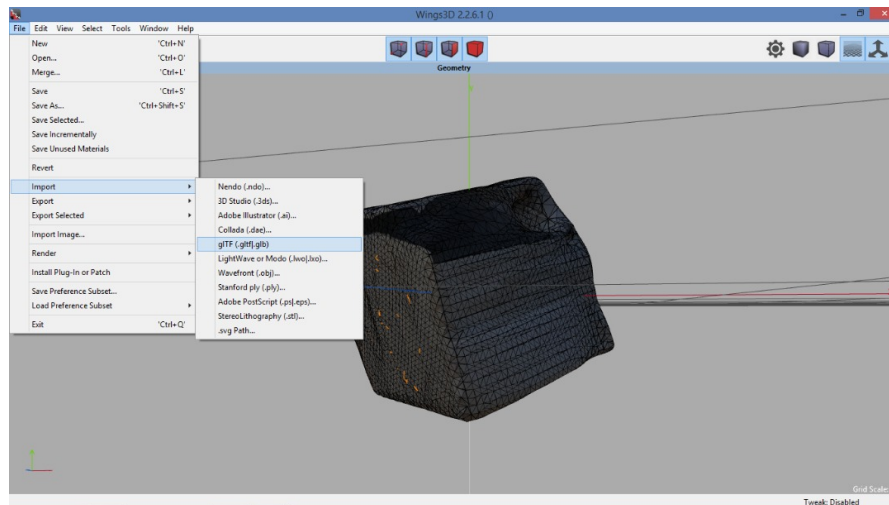 Wings3D 2.2.6.1 ()
File Edit View Select Tools Window Help
New 'Ctrl+N'
Open... 'Ctrl+O'
Merge... 'Ctrl+L'
Save 'Ctrl+S'
Save As... 'Ctrl+Shift+S'
Save Selected...
Save Incrementally
Save Unused Materials
Revert
Import
Export
Export Selected
Import Image...
Render
Install Plug-In or Patch
Save Preference Subset...
Load Preference Subset
Exit 'Ctrl+Q'
Nendo (.ndo)...
3D Studio (.3ds)...
Adobe Illustrator (.ai)...
Collada (.dae)...
glTF (.gltf|.glb)
LightWave or Modo (.lwo|.lxo)...
Wavefront (.obj)...
Stanford ply (.ply)...
Adobe PostScript (.ps|.eps)...
StereoLithography (.stl)...
.svg Path...
Geometry
Y
Grid Scale
Tweak: Disabled